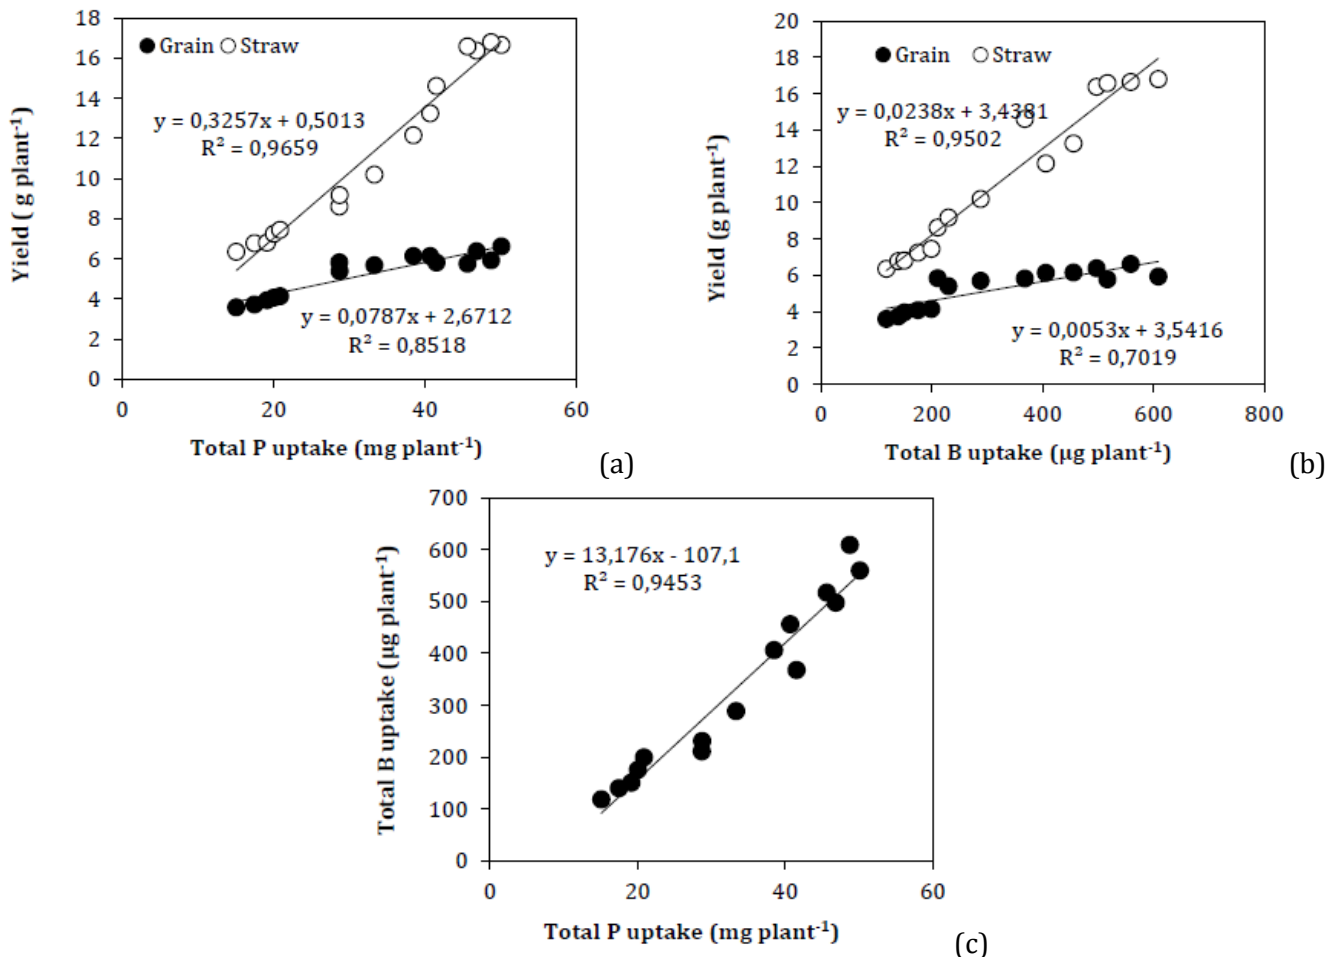 18
16
14
12
10
8
6
4
2
0
Yield ( g plant⁻¹)
Grain Straw
y = 0,3257x + 0,5013
R² = 0,9659
y = 0,0787x + 2,6712
R² = 0,8518
0 20 40 60
Total P uptake (mg plant⁻¹)
(a)
20
18
16
14
12
10
8
6
4
2
0
Yield (g plant⁻¹)
Grain Straw
y = 0,0238x + 3,4381
R² = 0,9502
y = 0,0053x + 3,5416
R² = 0,7019
0 200 400 600 800
Total B uptake (µg plant⁻¹)
(b)
700
600
500
400
300
200
100
0
Total B uptake (µg plant⁻¹)
y = 13,176x - 107,1
R² = 0,9453
0 20 40 60
Total P uptake (mg plant⁻¹)
(c)